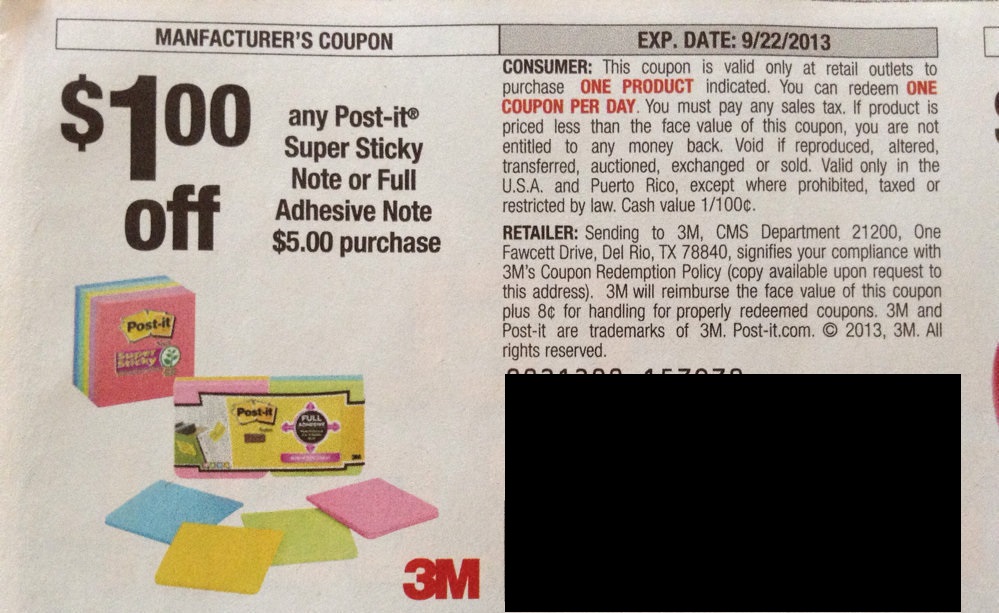 MANFACTURER'S COUPON
EXP. DATE: 9/22/2013
$1.00
off
any Post-it®
Super Sticky
Note or Full
Adhesive Note
$5.00 purchase
CONSUMER: This coupon is valid only at retail outlets to
purchase ONE PRODUCT indicated. You can redeem ONE
COUPON PER DAY. You must pay any sales tax. If product is
priced less than the face value of this coupon, you are not
entitled to any money back. Void if reproduced, altered,
transferred, auctioned, exchanged or sold. Valid only in the
U.S.A. and Puerto Rico, except where prohibited, taxed or
restricted by law. Cash value 1/100¢.
RETAILER: Sending to 3M, CMS Department 21200, One
Fawcett Drive, Del Rio, TX 78840, signifies your compliance with
3M's Coupon Redemption Policy (copy available upon request to
this address). 3M will reimburse the face value of this coupon
plus 8¢ for handling for properly redeemed coupons. 3M and
Post-it are trademarks of 3M. Post-it.com. © 2013, 3M. All
rights reserved.
Post-it
Super
Sticky
Post-it
FULL
ADHESIVE
3M
3M